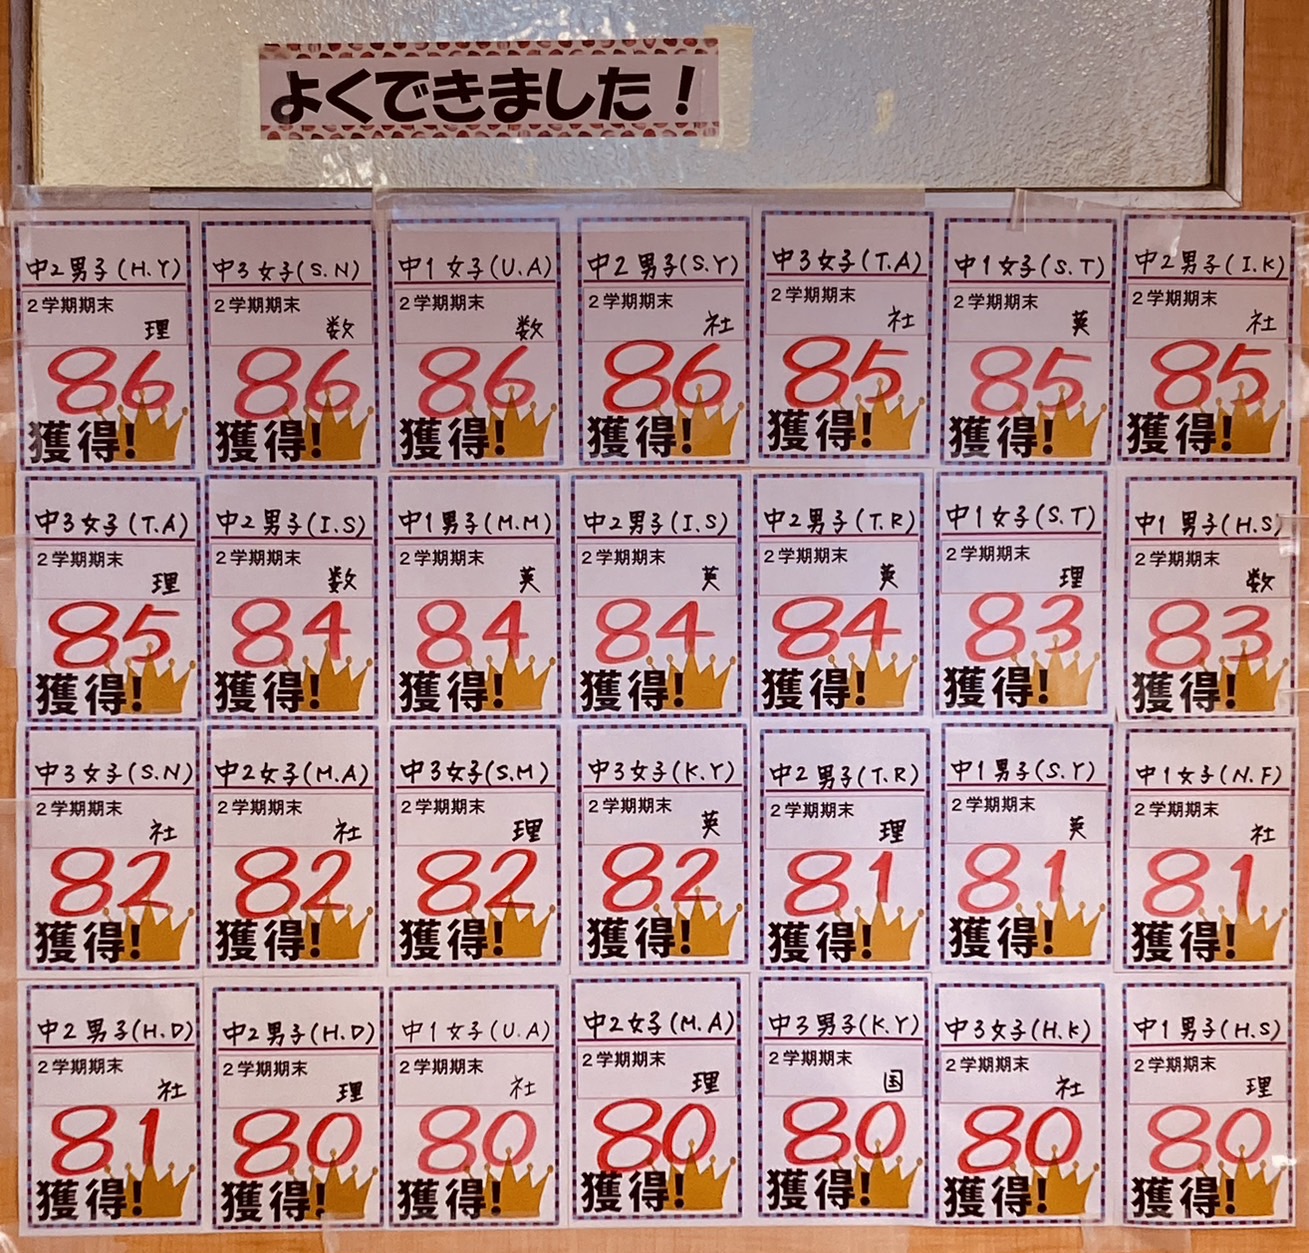 よくできました！
中2男子(H.Y)
2学期期末
理
86
獲得!
中3女子(S.N)
2学期期末
数
86
獲得!
中1女子(U.A)
2学期期末
数
86
獲得!
中2男子(S.Y)
2学期期末
社
86
獲得!
中3女子(T.A)
2学期期末
社
85
獲得!
中1女子(S.T)
2学期期末
英
85
獲得!
中2男子(I.K)
2学期期末
社
85
獲得!
中3女子(T.A)
2学期期末
理
85
獲得!
中2男子(I.S)
2学期期末
数
84
獲得!
中1男子(M.M)
2学期期末
英
84
獲得!
中2男子(I.S)
2学期期末
英
84
獲得!
中2男子(T.R)
2学期期末
英
84
獲得!
中1女子(S.T)
2学期期末
理
83
獲得!
中1男子(H.S)
2学期期末
数
83
獲得!
中3女子(S.N)
2学期期末
社
82
獲得!
中2女子(M.A)
2学期期末
社
82
獲得!
中3女子(S.M)
2学期期末
理
82
獲得!
中3女子(K.Y)
2学期期末
英
82
獲得!
中2男子(T.R)
2学期期末
理
81
獲得!
中1男子(S.Y)
2学期期末
英
81
獲得!
中1女子(N.F)
2学期期末
社
81
獲得!
中2男子(H.D)
2学期期末
社
81
獲得!
中2男子(H.D)
2学期期末
理
80
獲得!
中1女子(U.A)
2学期期末
社
80
獲得!
中2女子(M.A)
2学期期末
理
80
獲得!
中3男子(K.Y)
2学期期末
国
80
獲得!
中3女子(H.K)
2学期期末
社
80
獲得!
中1男子(H.S)
2学期期末
理
80
獲得!